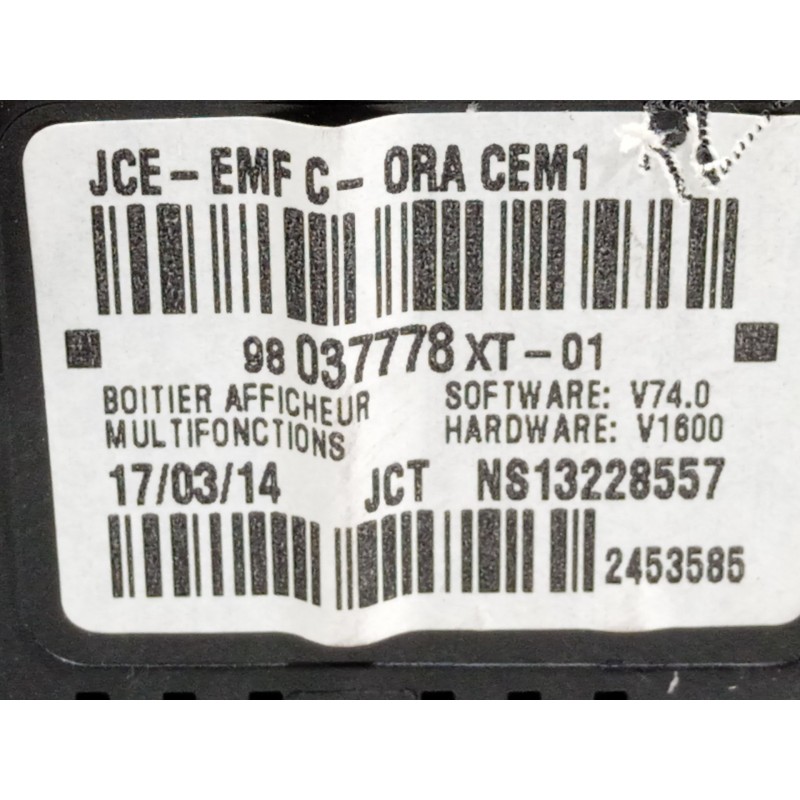 JCE-EMF C-ORA CEM1
98 037778 XT-01
BOITIER AFFICHEUR SOFTWARE: V74.0
MULTIFONCTIONS HARDWARE: V1600
17/03/14 JCT NS13228557
2453585